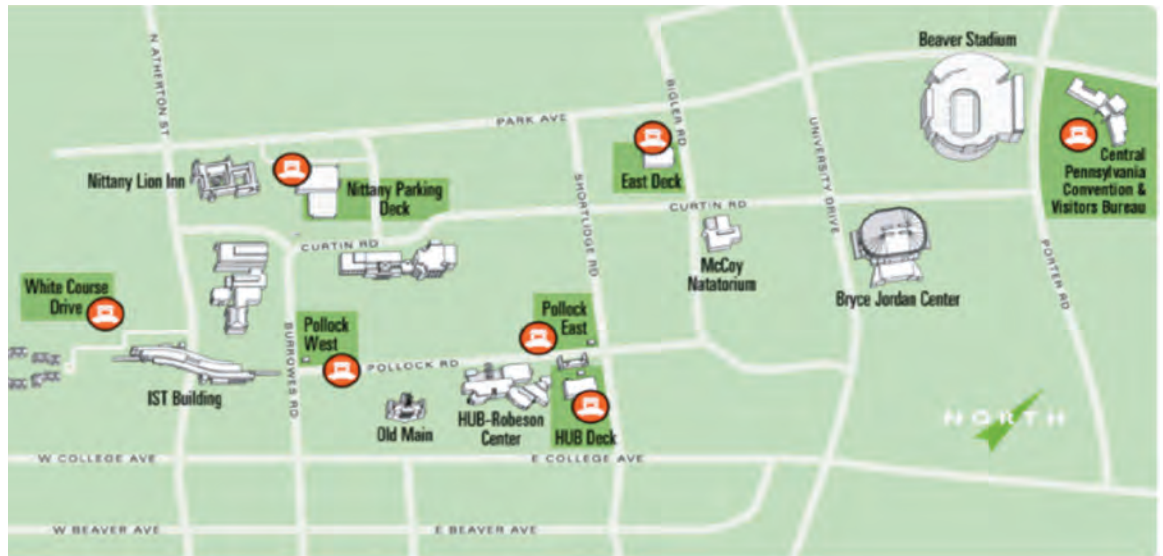 Beaver Stadium
N ATHERTON ST
BIGLER RD
PARK AVE
UNIVERSITY DRIVE
Central
Pennsylvania
Convention &
Visitors Bureau
Nittany Lion Inn
Nittany Parking
Deck
East Deck
SHORTLIDGE RD
CURTIN RD
CURTIN RD
McCoy
Natatorium
Bryce Jordan Center
PORTER RD
White Course
Drive
Pollock
West
Pollock
East
BURROWES RD
POLLOCK RD
IST Building
Old Main
HUB-Robeson
Center
HUB Deck
NORTH
W COLLEGE AVE
E COLLEGE AVE
W BEAVER AVE
E BEAVER AVE